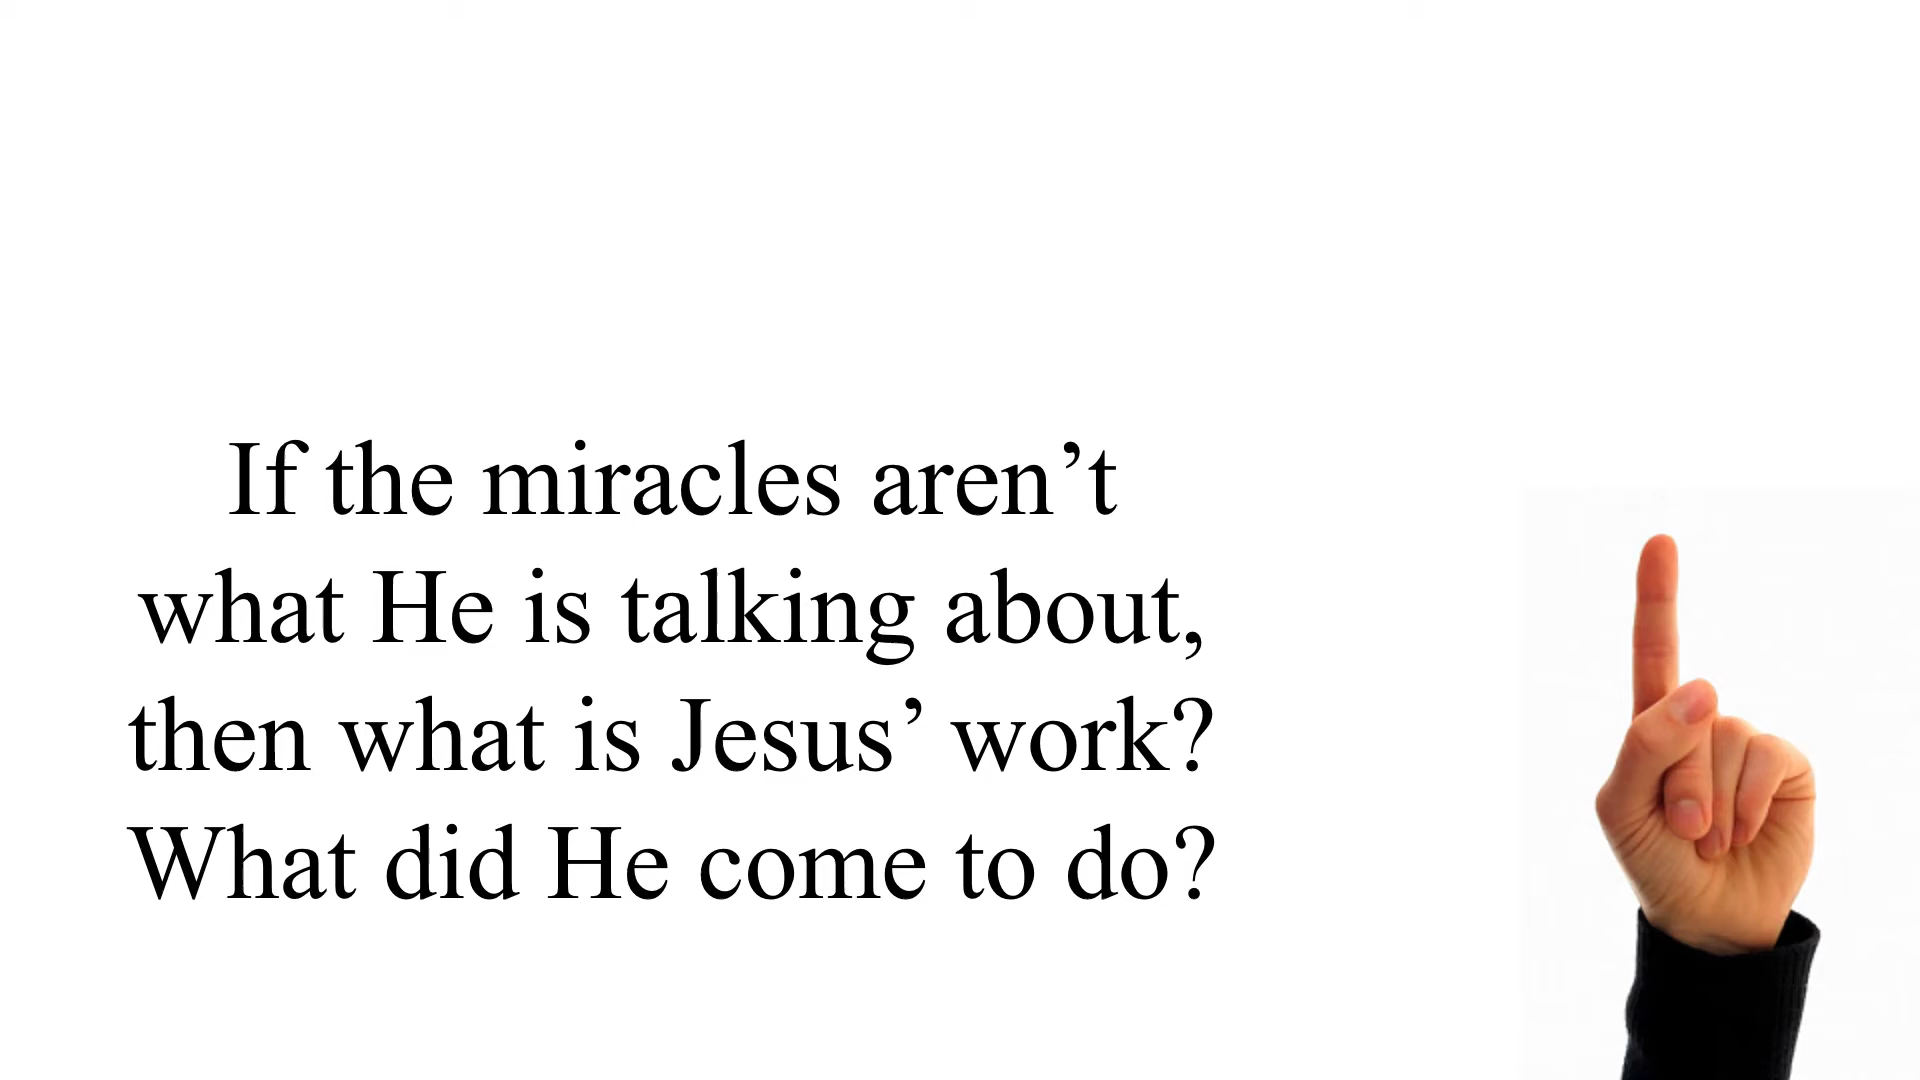 If the miracles aren’t
what He is talking about,
then what is Jesus’ work?
What did He come to do?